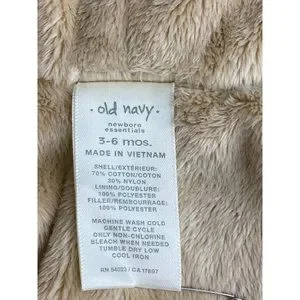 · old navy ·
newborn
essentials
3-6 mos.
MADE IN VIETNAM
SHELL/EXTÉRIEUR:
70% COTTON/COTON
30% NYLON
LINING/DOUBLURE:
100% POLYESTER
FILLER/REMBOURRAGE:
100% POLYESTER
MACHINE WASH COLD
GENTLE CYCLE
ONLY NON-CHLORINE
BLEACH WHEN NEEDED
TUMBLE DRY LOW
COOL IRON
RN 54023 / CA 17897